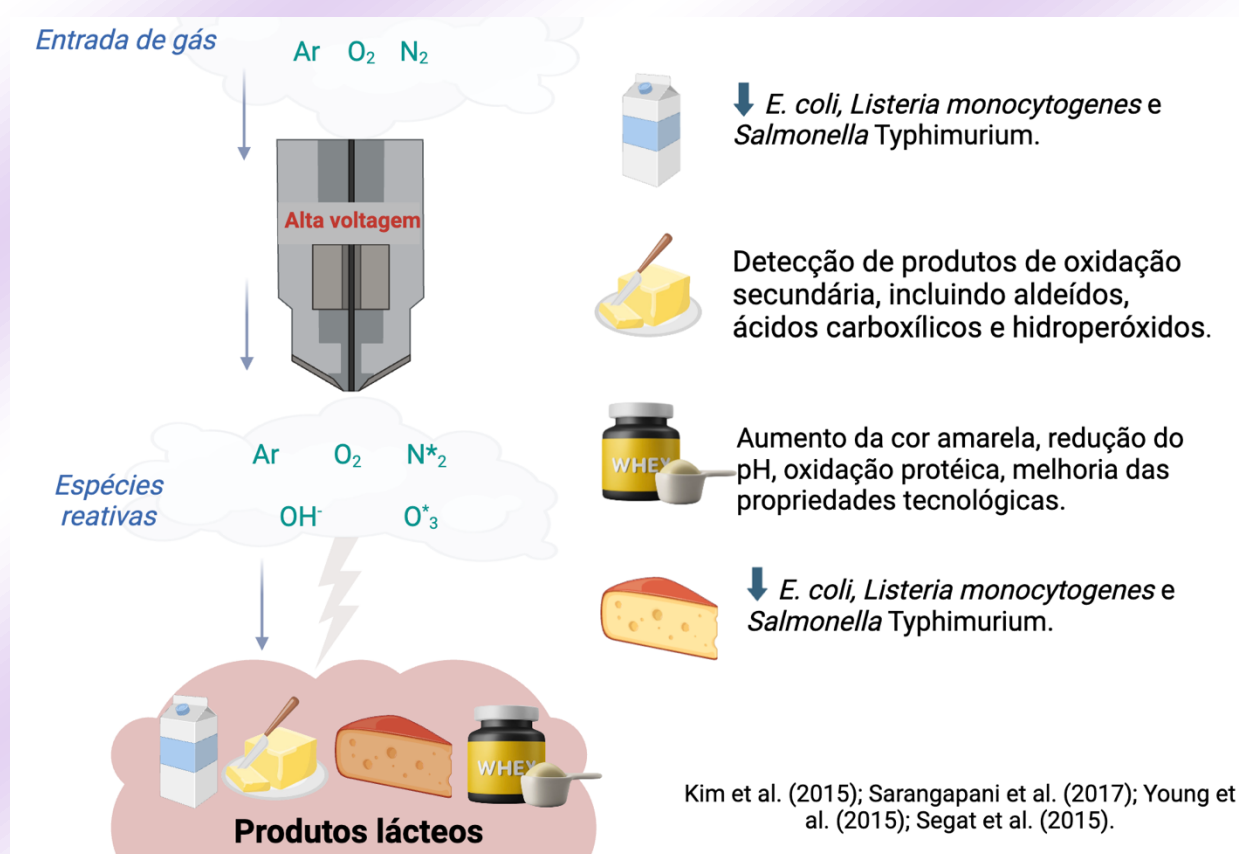 Entrada de gás
Ar O₂ N₂
Alta voltagem
Ar O₂ N*₂
Espécies
reativas
OH⁻ O*₃
WHEY
Produtos lácteos
↓ E. coli, Listeria monocytogenes e
Salmonella Typhimurium.
Detecção de produtos de oxidação
secundária, incluindo aldeídos,
ácidos carboxílicos e hidroperóxidos.
WHEY
Aumento da cor amarela, redução do
pH, oxidação protéica, melhoria das
propriedades tecnológicas.
↓ E. coli, Listeria monocytogenes e
Salmonella Typhimurium.
Kim et al. (2015); Sarangapani et al. (2017); Young et
al. (2015); Segat et al. (2015).